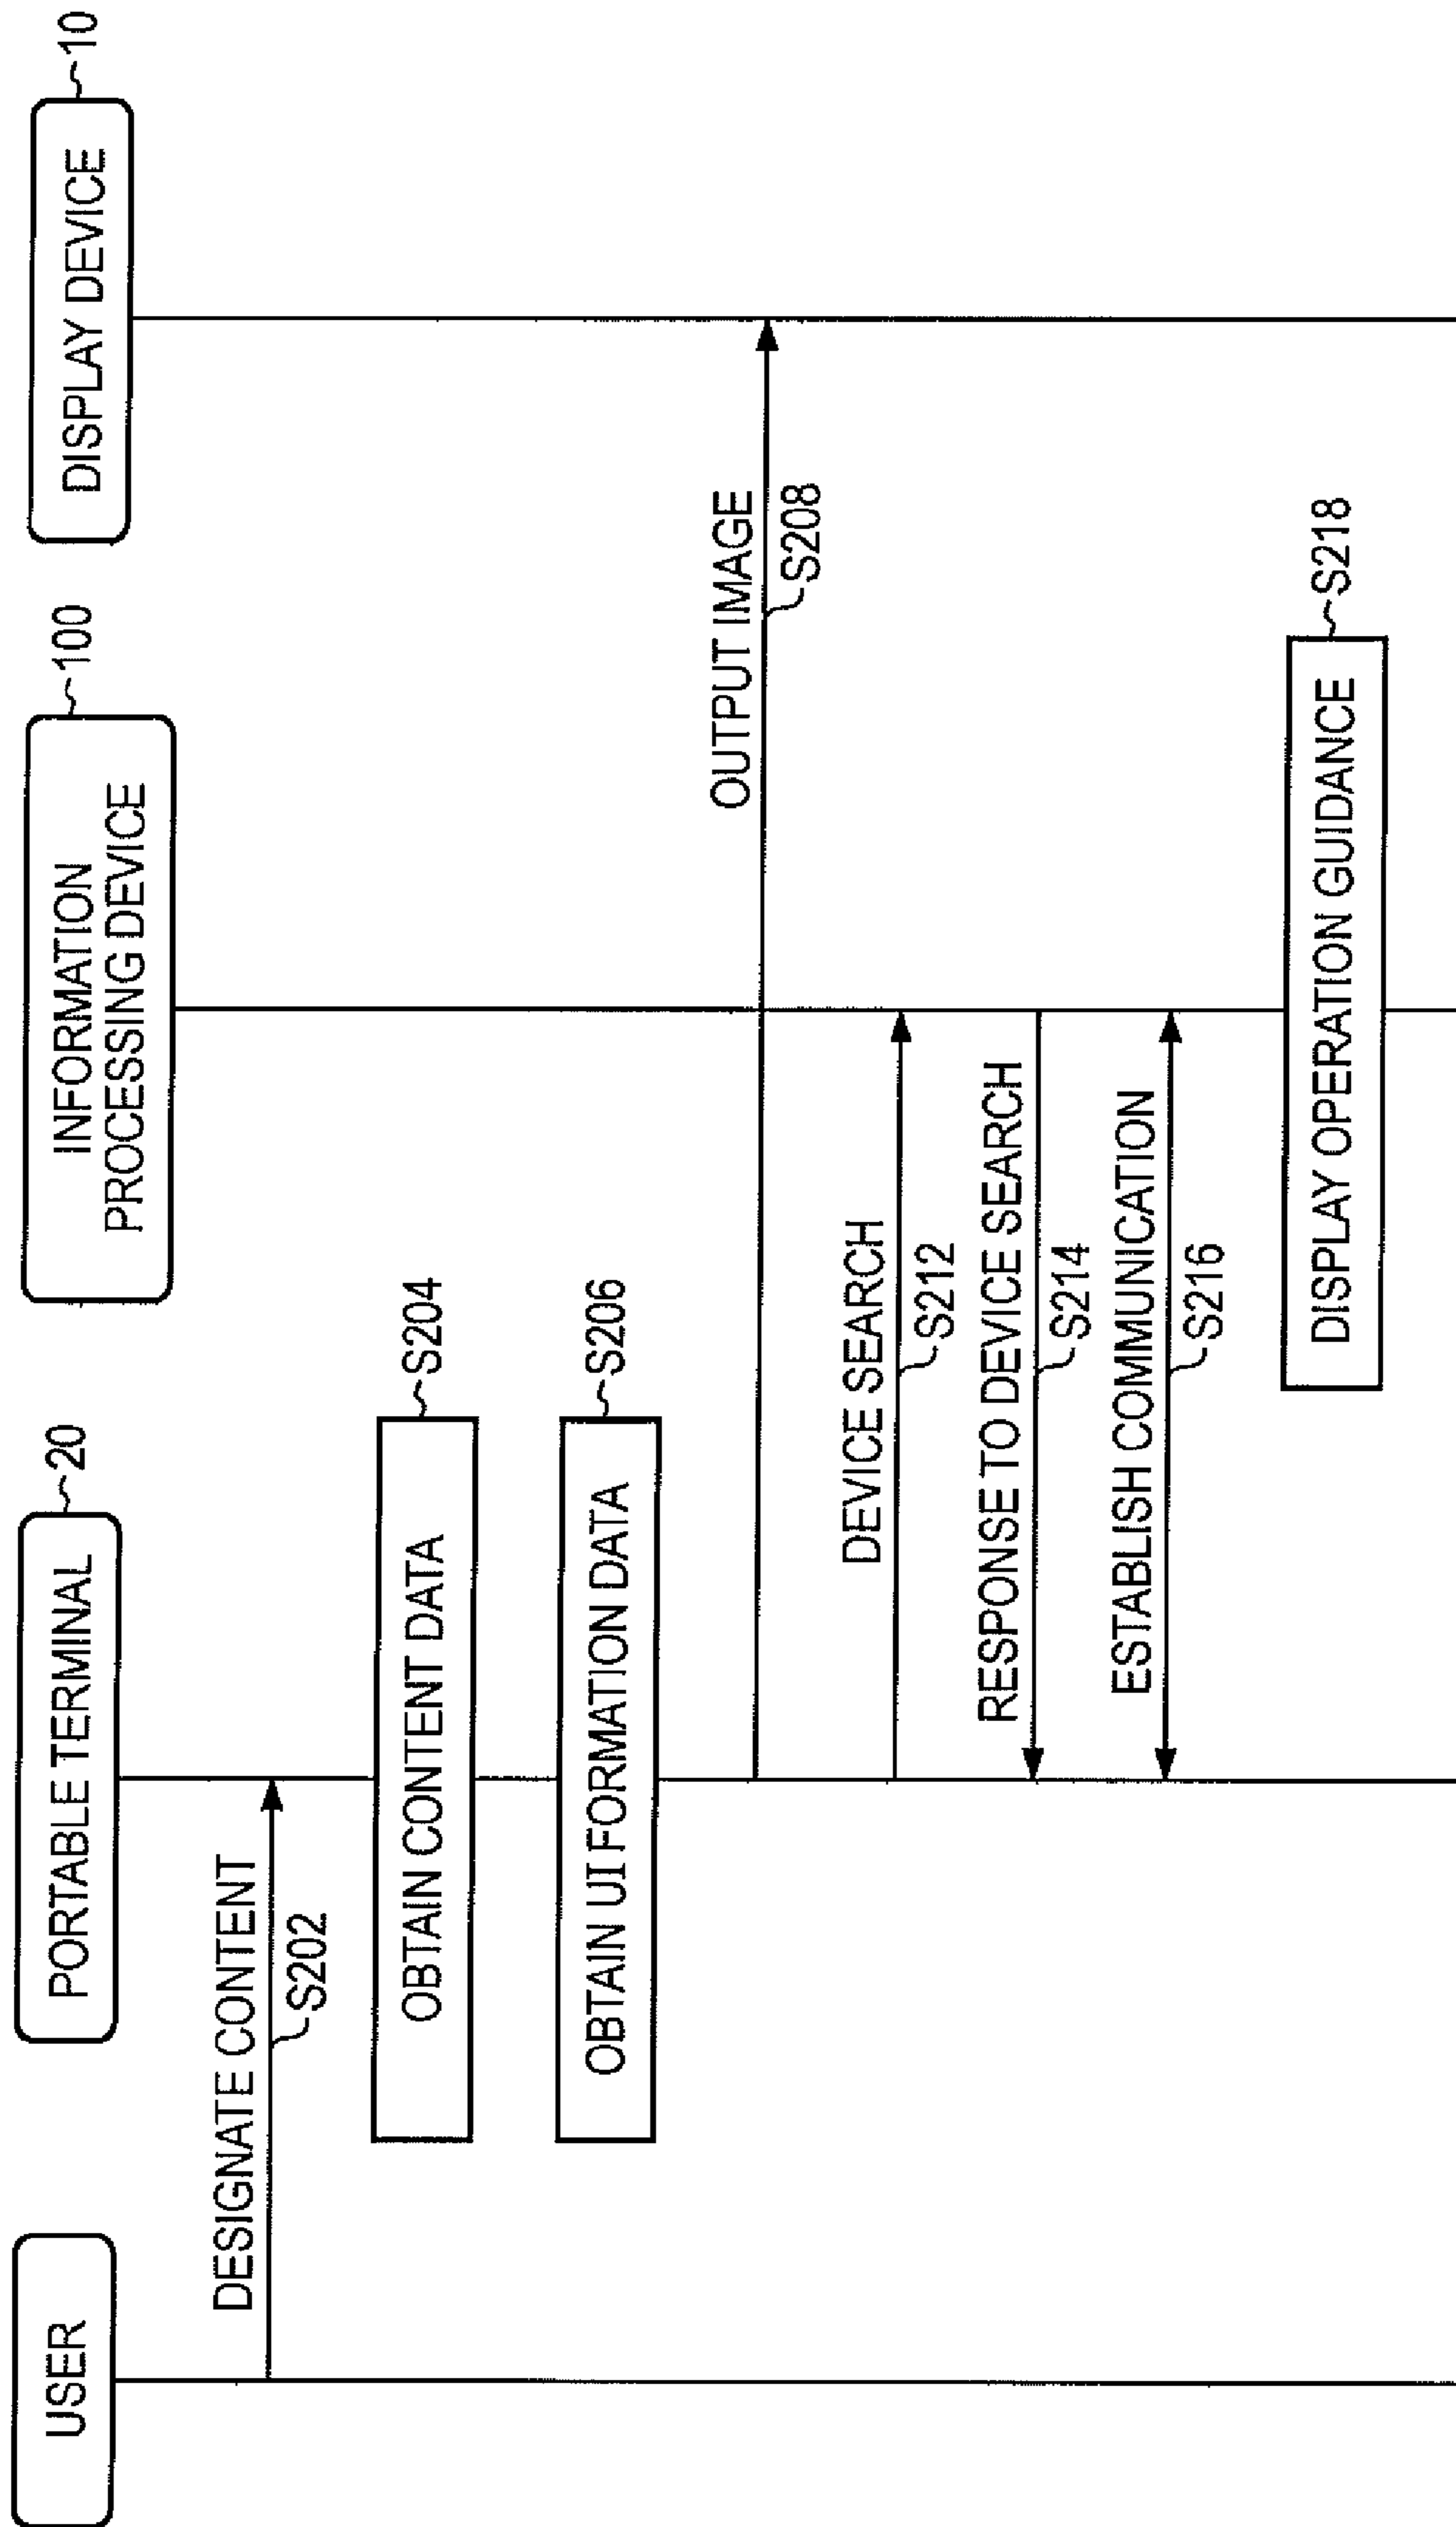 USER
PORTABLE TERMINAL
20
INFORMATION
PROCESSING DEVICE
100
DISPLAY DEVICE
10
DESIGNATE CONTENT
S202
OBTAIN CONTENT DATA
S204
OBTAIN UI FORMATION DATA
S206
OUTPUT IMAGE
S208
DEVICE SEARCH
S212
RESPONSE TO DEVICE SEARCH
S214
ESTABLISH COMMUNICATION
S216
DISPLAY OPERATION GUIDANCE
S218